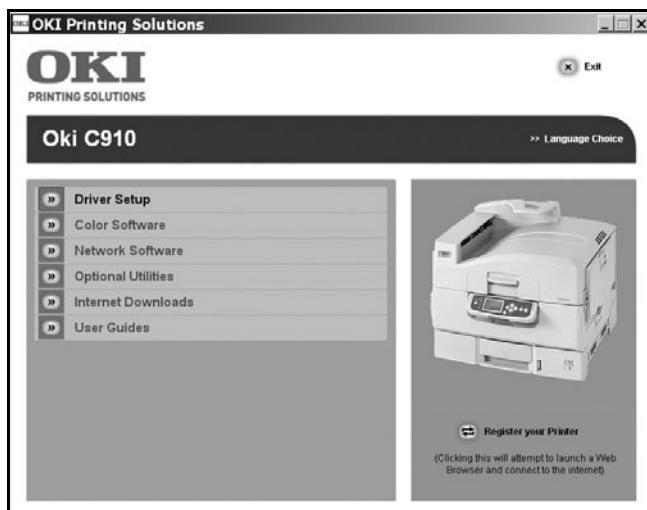 OKI Printing Solutions
OKI
PRINTING SOLUTIONS
Exit
Oki C910
>> Language Choice
Driver Setup
Color Software
Network Software
Optional Utilities
Internet Downloads
User Guides
Register your Printer
(Clicking this will attempt to launch a Web
Browser and connect to the internet)